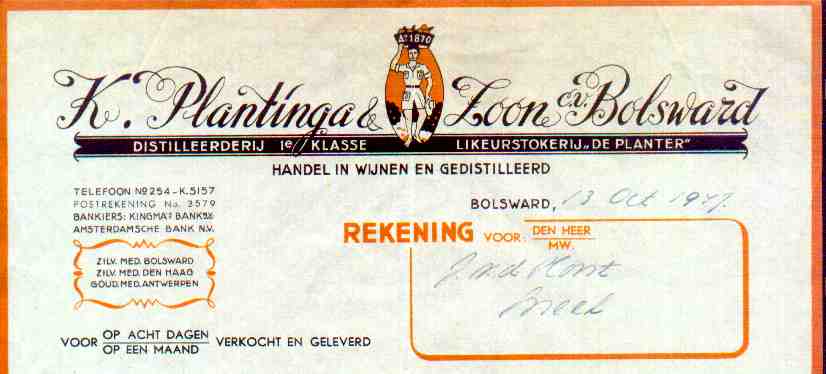 Aº 1870
K. Plantinga & Zoon c.v. Bolsward
DISTILLEERDERIJ 1e KLASSE LIKEURSTOKERIJ „DE PLANTER"
HANDEL IN WIJNEN EN GEDISTILLEERD
TELEFOON Nº 254 - K.5157
POSTREKENING No. 3579
BANKIERS: KINGMA'S BANK N.V.
AMSTERDAMSCHE BANK N.V.
BOLSWARD, 13 Oct 1947.
REKENING VOOR: DEN HEER
MW.
ZILV. MED. BOLSWARD
ZILV. MED. DEN HAAG
GOUD. MED. ANTWERPEN
J. v.d.
VOOR OP ACHT DAGEN
OP EEN MAAND VERKOCHT EN GELEVERD